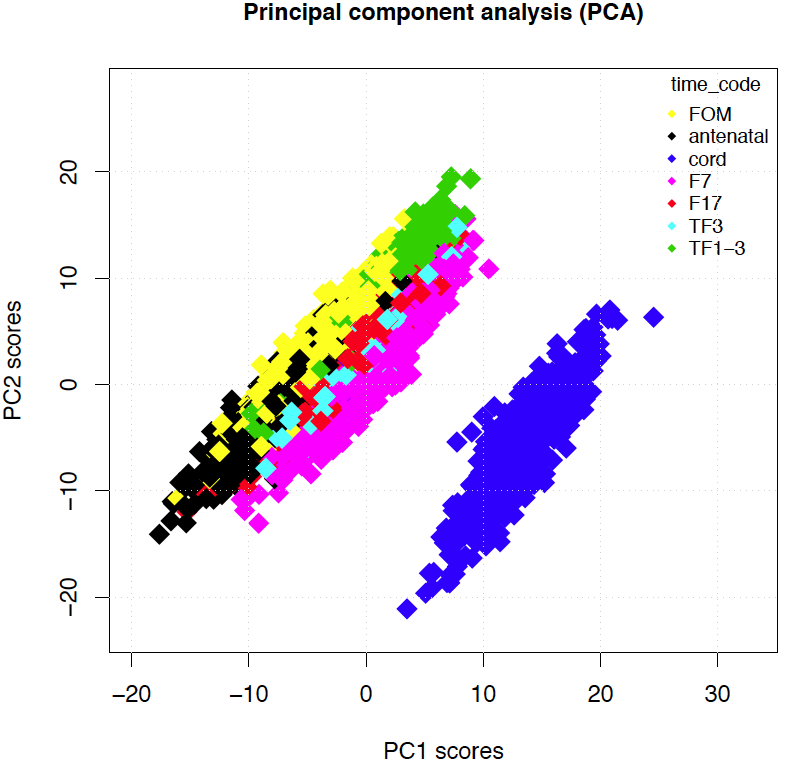 Principal component analysis (PCA)
time_code
FOM
antenatal
cord
F7
F17
TF3
TF1−3
PC2 scores
20
10
0
−10
−20
−20 −10 0 10 20 30
PC1 scores